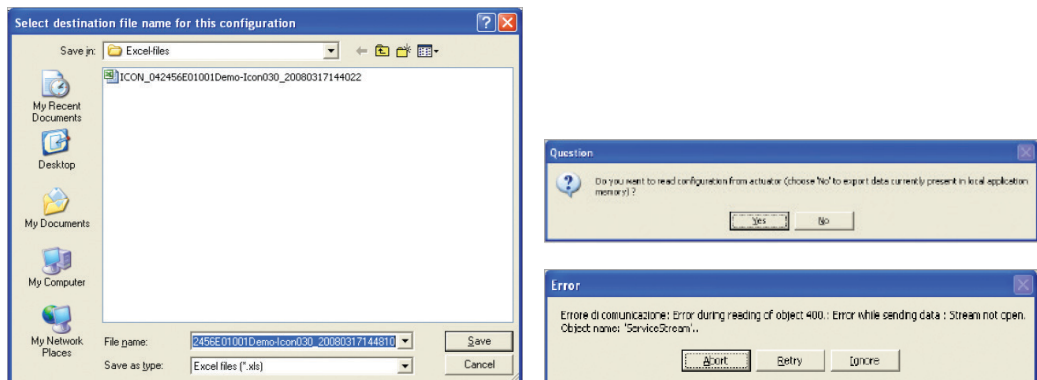 Select destination file name for this configuration
Save in:
Excel-files
ICON_042456E01001Demo-Icon030_20080317144022
My Recent
Documents
Desktop
My Documents
My Computer
My Network
Places
File name:
2456E01001Demo-Icon030_20080317144810
Save
Save as type:
Excel files (*.xls)
Cancel
Question
Do you want to read configuration from actuator (choose 'No' to export data currently present in local application
memory) ?
Yes
No
Error
Errore di comunicazione: Error during reading of object 400.: Error while sending data : Stream not open.
Object name: 'ServiceStream'..
Abort
Retry
Ignore